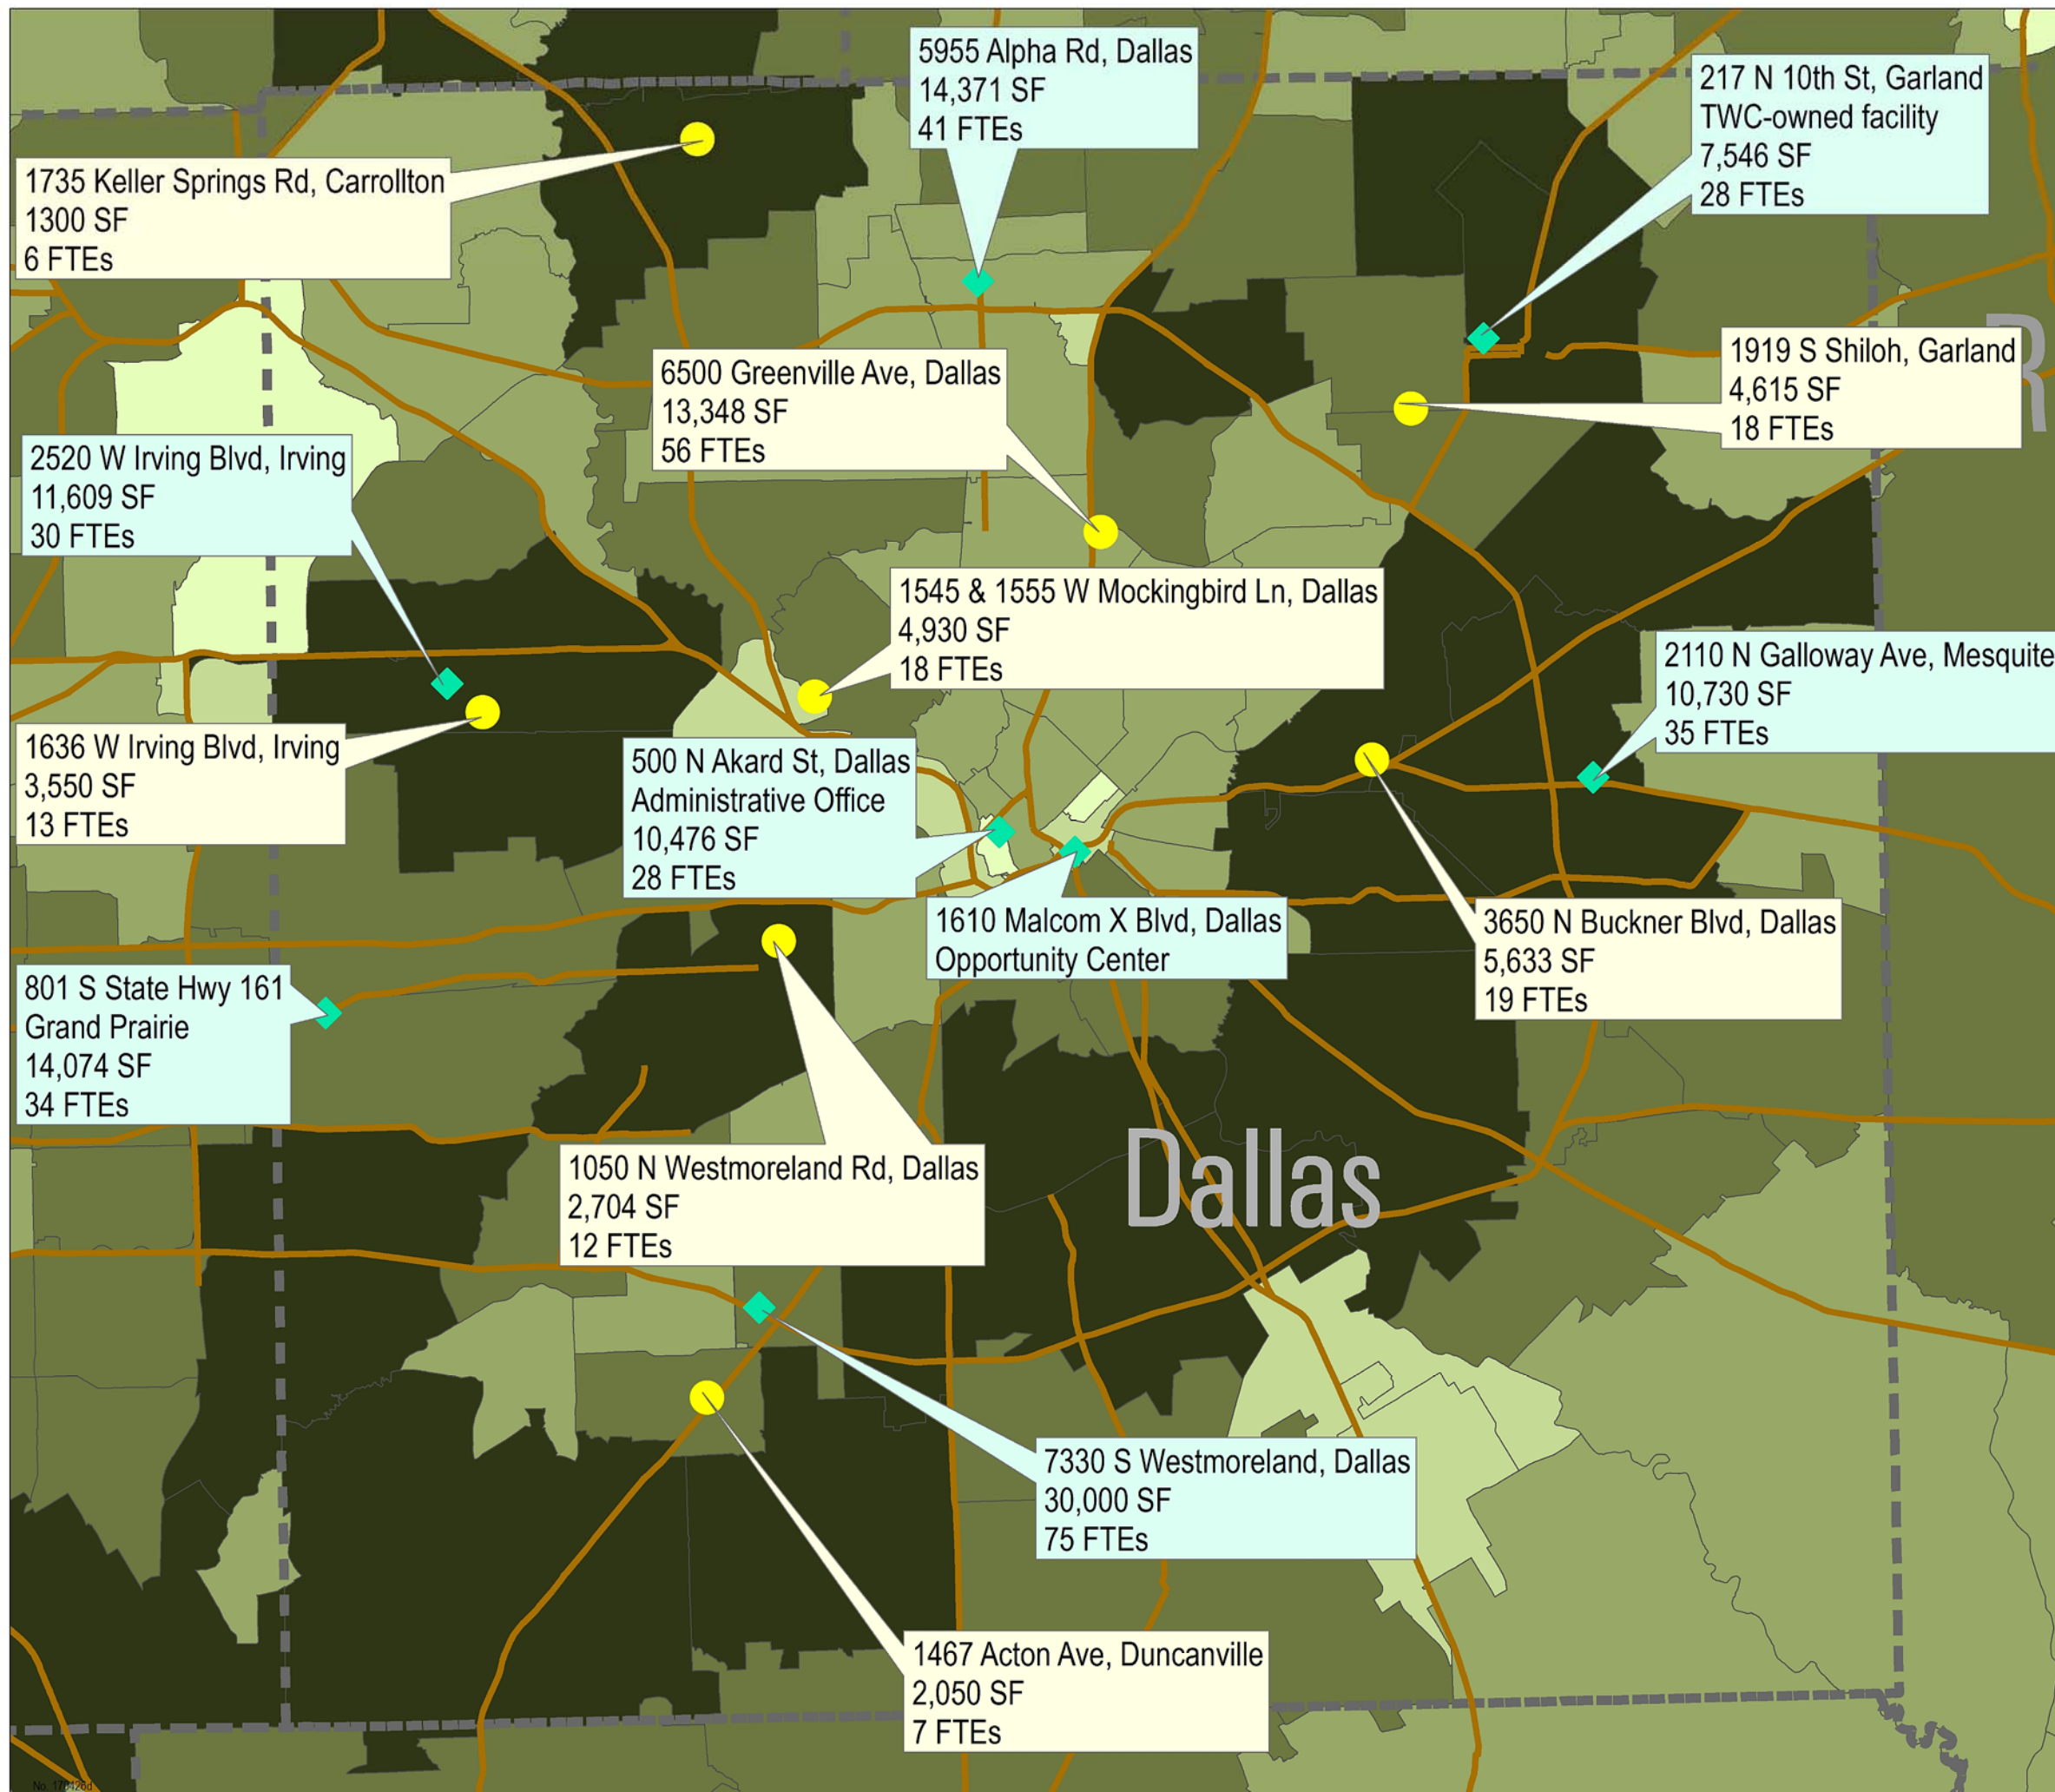 5955 Alpha Rd, Dallas
14,371 SF
41 FTEs
217 N 10th St, Garland
TWC-owned facility
7,546 SF
28 FTEs
1735 Keller Springs Rd, Carrollton
1300 SF
6 FTEs
R
6500 Greenville Ave, Dallas
13,348 SF
56 FTEs
1919 S Shiloh, Garland
4,615 SF
18 FTEs
2520 W Irving Blvd, Irving
11,609 SF
30 FTEs
1545 & 1555 W Mockingbird Ln, Dallas
4,930 SF
18 FTEs
2110 N Galloway Ave, Mesquite
10,730 SF
35 FTEs
1636 W Irving Blvd, Irving
3,550 SF
13 FTEs
500 N Akard St, Dallas
Administrative Office
10,476 SF
28 FTEs
1610 Malcom X Blvd, Dallas
Opportunity Center
3650 N Buckner Blvd, Dallas
5,633 SF
19 FTEs
801 S State Hwy 161
Grand Prairie
14,074 SF
34 FTEs
1050 N Westmoreland Rd, Dallas
2,704 SF
12 FTEs
Dallas
7330 S Westmoreland, Dallas
30,000 SF
75 FTEs
1467 Acton Ave, Duncanville
2,050 SF
7 FTEs